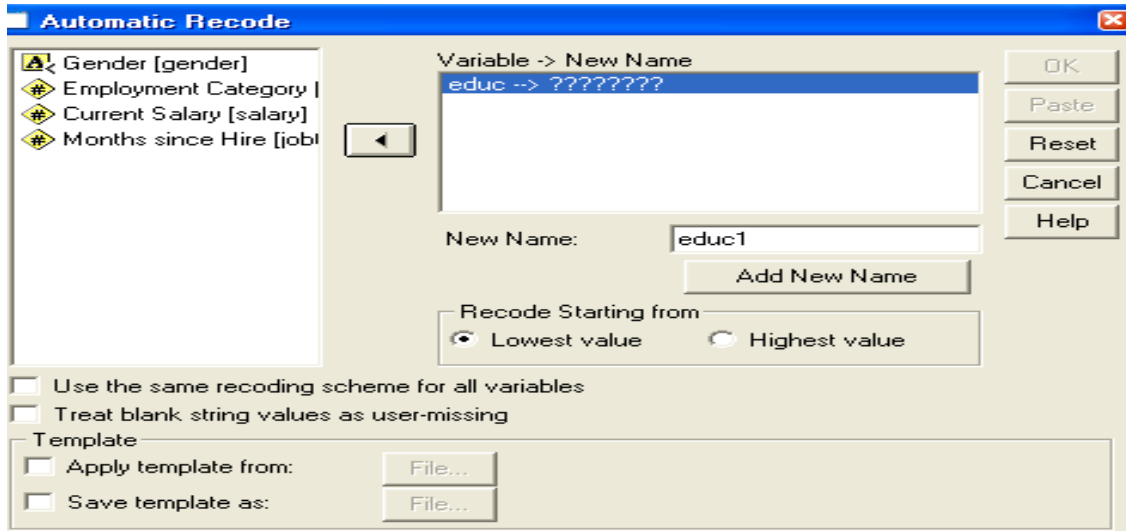 Automatic Recode
Gender [gender]
Employment Category [
Current Salary [salary]
Months since Hire [jobt
Variable -> New Name
educ --> ????????
New Name:
educ1
Add New Name
Recode Starting from
Lowest value
Highest value
OK
Paste
Reset
Cancel
Help
Use the same recoding scheme for all variables
Treat blank string values as user-missing
Template
Apply template from:
File...
Save template as:
File...